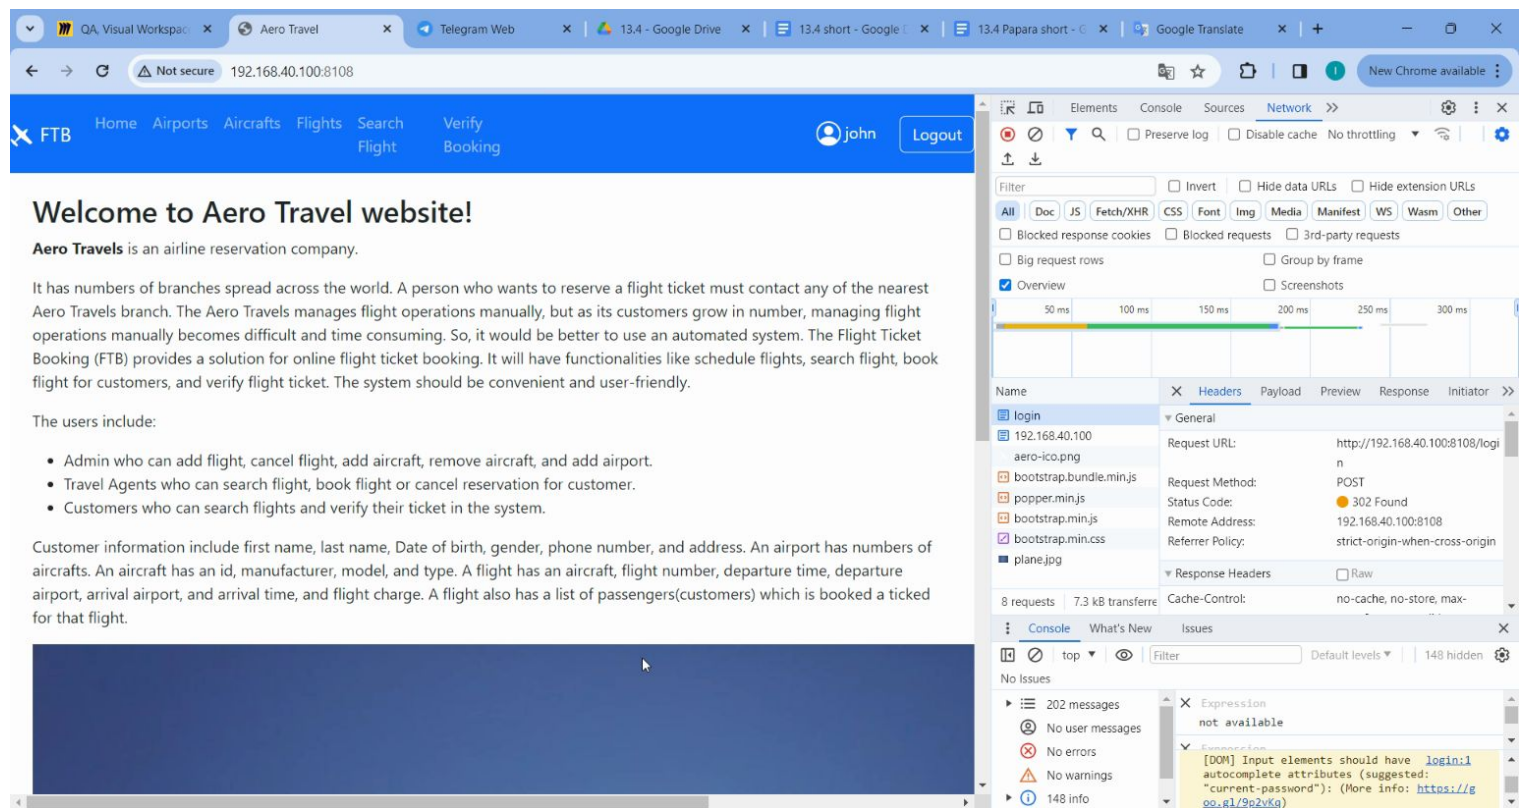 QA, Visual Workspac
Aero Travel
Telegram Web
13.4 - Google Drive
13.4 short - Google D
13.4 Papara short - G
Google Translate
Not secure
192.168.40.100:8108
New Chrome available
FTB
Home
Airports
Aircrafts
Flights
Search
Flight
Verify
Booking
john
Logout
Welcome to Aero Travel website!
Aero Travels is an airline reservation company.
It has numbers of branches spread across the world. A person who wants to reserve a flight ticket must contact any of the nearest
Aero Travels branch. The Aero Travels manages flight operations manually, but as its customers grow in number, managing flight
operations manually becomes difficult and time consuming. So, it would be better to use an automated system. The Flight Ticket
Booking (FTB) provides a solution for online flight ticket booking. It will have functionalities like schedule flights, search flight, book
flight for customers, and verify flight ticket. The system should be convenient and user-friendly.
The users include:
• Admin who can add flight, cancel flight, add aircraft, remove aircraft, and add airport.
• Travel Agents who can search flight, book flight or cancel reservation for customer.
• Customers who can search flights and verify their ticket in the system.
Customer information include first name, last name, Date of birth, gender, phone number, and address. An airport has numbers of
aircrafts. An aircraft has an id, manufacturer, model, and type. A flight has an aircraft, flight number, departure time, departure
airport, arrival airport, and arrival time, and flight charge. A flight also has a list of passengers(customers) which is booked a ticked
for that flight.
Elements
Console
Sources
Network
Preserve log
Disable cache
No throttling
Filter
Invert
Hide data URLs
Hide extension URLs
All
Doc
JS
Fetch/XHR
CSS
Font
Img
Media
Manifest
WS
Wasm
Other
Blocked response cookies
Blocked requests
3rd-party requests
Big request rows
Group by frame
Overview
Screenshots
50 ms
100 ms
150 ms
200 ms
250 ms
300 ms
Name
login
192.168.40.100
aero-ico.png
bootstrap.bundle.min.js
popper.min.js
bootstrap.min.js
bootstrap.min.css
plane.jpg
8 requests
7.3 kB transferre
Headers
Payload
Preview
Response
Initiator
General
Request URL:
http://192.168.40.100:8108/logi
n
Request Method:
POST
Status Code:
302 Found
Remote Address:
192.168.40.100:8108
Referrer Policy:
strict-origin-when-cross-origin
Response Headers
Raw
Cache-Control:
no-cache, no-store, max-
Console
What's New
Issues
top
Filter
Default levels
148 hidden
No Issues
202 messages
No user messages
No errors
No warnings
148 info
Expression
not available
[DOM] Input elements should have
login:1
autocomplete attributes (suggested:
"current-password"): (More info: https://g
oo.gl/9p2vKq)